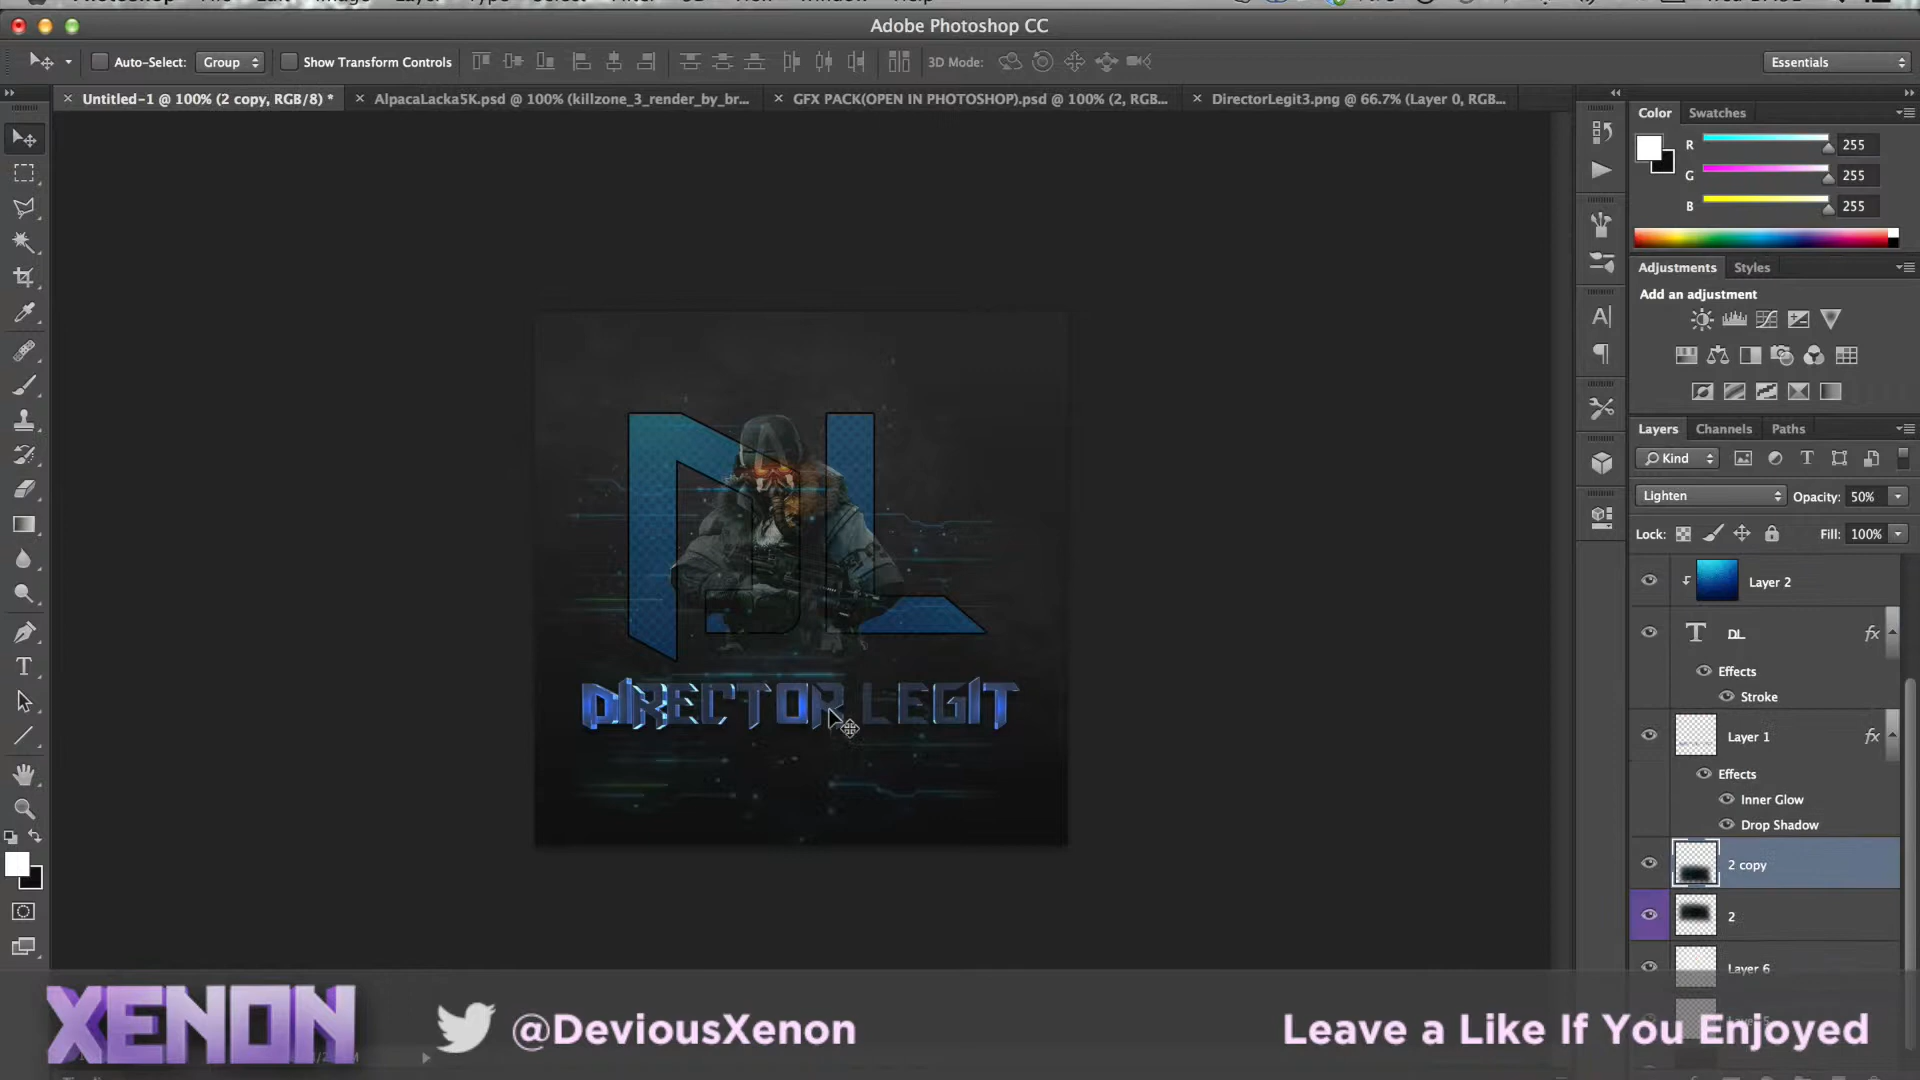 Adobe Photoshop CC
Auto-Select: Group Show Transform Controls 3D Mode: Essentials
Untitled-1 @ 100% (2 copy, RGB/8) * AlpacaLacka5K.psd @ 100% (killzone_3_render_by_br... GFX PACK(OPEN IN PHOTOSHOP).psd @ 100% (2, RGB... DirectorLegit3.png @ 66.7% (Layer 0, RGB...
Color Swatches
R 255
G 255
B 255
Adjustments Styles
Add an adjustment
Layers Channels Paths
Kind
Lighten Opacity: 50%
Lock: Fill: 100%
Layer 2
DL
Effects
Stroke
Layer 1
Effects
Inner Glow
Drop Shadow
2 copy
2
Layer 6
DL
DIRECTOR LEGIT
XENON @DeviousXenon Leave a Like If You Enjoyed